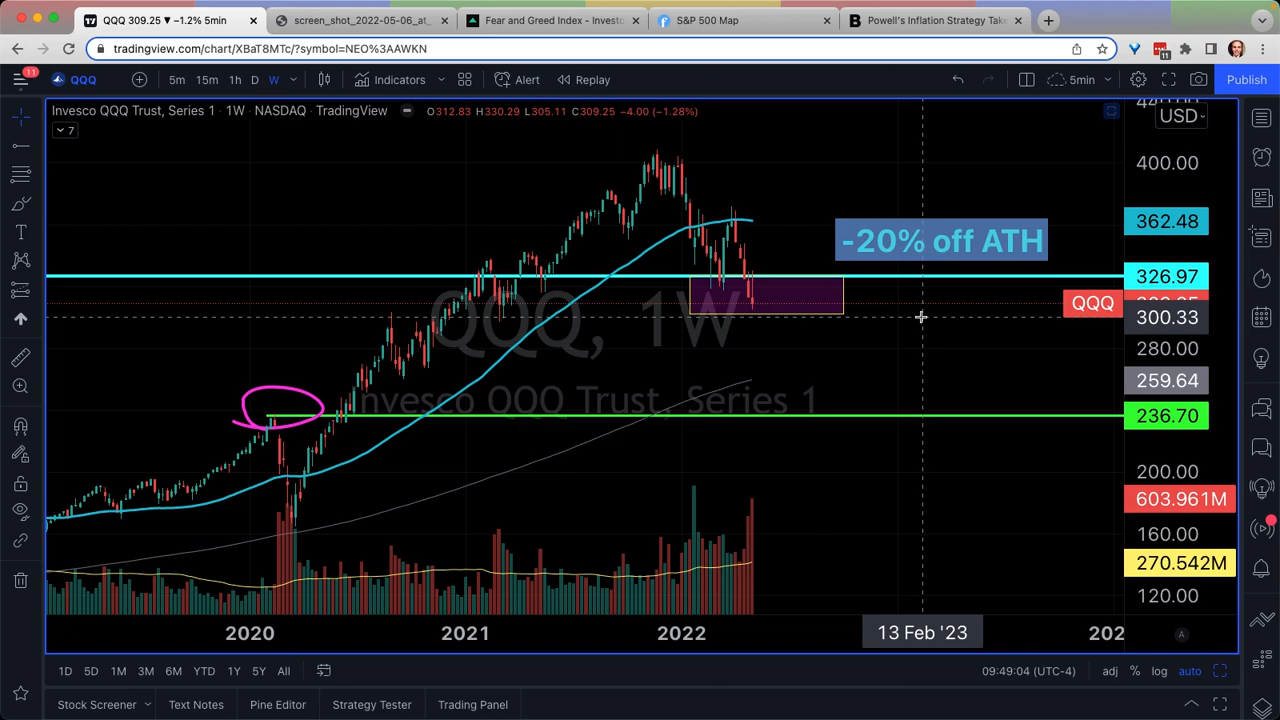 QQQ 309.25 ▼ −1.2% 5min
screen_shot_2022-05-06_at_
Fear and Greed Index - Investo
S&P 500 Map
Powell's Inflation Strategy Take
tradingview.com/chart/XBaT8MTc/?symbol=NEO%3AAWKN
11
11
QQQ
5m 15m 1h D W
Indicators
Alert
Replay
5min
Publish
Invesco QQQ Trust, Series 1 · 1W · NASDAQ · TradingView
O312.83 H330.29 L305.11 C309.25 −4.00 (−1.28%)
USD
7
400.00
362.48
-20% off ATH
326.97
QQQ
300.33
280.00
259.64
236.70
200.00
603.961M
160.00
270.542M
120.00
QQQ, 1W
Invesco QQQ Trust, Series 1
2020 2021 2022 13 Feb '23
A
1D 5D 1M 3M 6M YTD 1Y 5Y All
09:49:04 (UTC-4) adj % log auto
Stock Screener Text Notes Pine Editor Strategy Tester Trading Panel